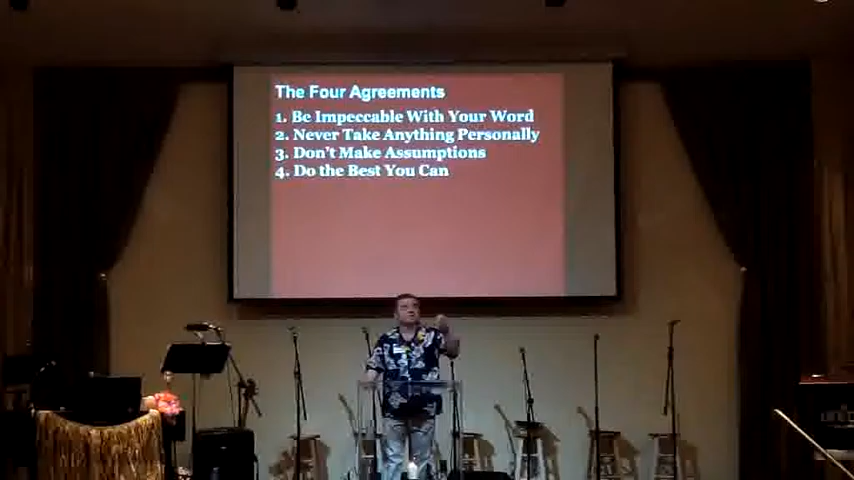 The Four Agreements
1. Be Impeccable With Your Word
2. Never Take Anything Personally
3. Don't Make Assumptions
4. Do the Best You Can